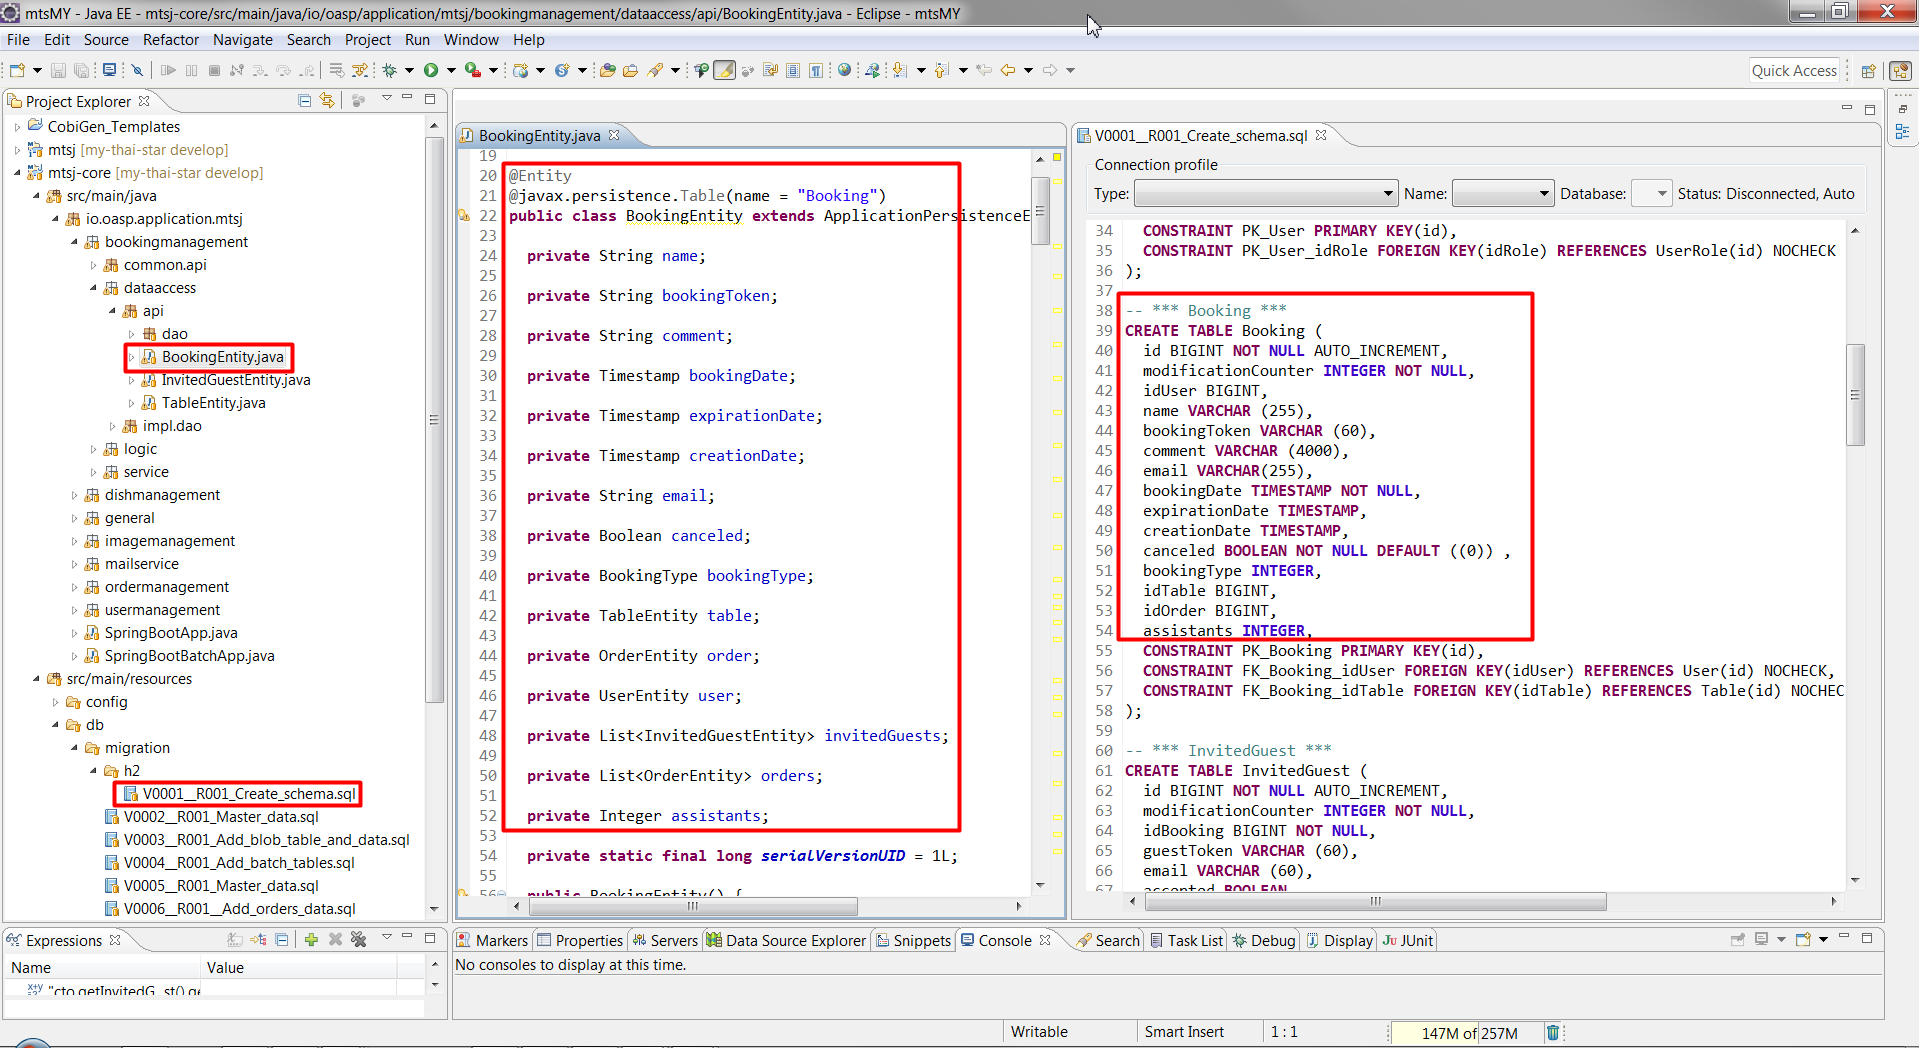 mtsMY - Java EE - mtsj-core/src/main/java/io/oasp/application/mtsj/bookingmanagement/dataaccess/api/BookingEntity.java - Eclipse - mtsMY
File Edit Source Refactor Navigate Search Project Run Window Help
Quick Access
Project Explorer
CobiGen_Templates
mtsj [my-thai-star develop]
mtsj-core [my-thai-star develop]
src/main/java
io.oasp.application.mtsj
bookingmanagement
common.api
dataaccess
api
dao
BookingEntity.java
InvitedGuestEntity.java
TableEntity.java
impl.dao
logic
service
dishmanagement
general
imagemanagement
mailservice
ordermanagement
usermanagement
SpringBootApp.java
SpringBootBatchApp.java
src/main/resources
config
db
migration
h2
V0001__R001_Create_schema.sql
V0002__R001_Master_data.sql
V0003__R001_Add_blob_table_and_data.sql
V0004__R001_Add_batch_tables.sql
V0005__R001_Master_data.sql
V0006__R001__Add_orders_data.sql
BookingEntity.java
19
20 @Entity
21 @javax.persistence.Table(name = "Booking")
22 public class BookingEntity extends ApplicationPersistenceE
23
24 private String name;
25
26 private String bookingToken;
27
28 private String comment;
29
30 private Timestamp bookingDate;
31
32 private Timestamp expirationDate;
33
34 private Timestamp creationDate;
35
36 private String email;
37
38 private Boolean canceled;
39
40 private BookingType bookingType;
41
42 private TableEntity table;
43
44 private OrderEntity order;
45
46 private UserEntity user;
47
48 private List<InvitedGuestEntity> invitedGuests;
49
50 private List<OrderEntity> orders;
51
52 private Integer assistants;
53
54 private static final long serialVersionUID = 1L;
55
56 public BookingEntity() {
V0001__R001_Create_schema.sql
Connection profile
Type: Name: Database: Status: Disconnected, Auto
34 CONSTRAINT PK_User PRIMARY KEY(id),
35 CONSTRAINT PK_User_idRole FOREIGN KEY(idRole) REFERENCES UserRole(id) NOCHECK
36 );
37
38 -- *** Booking ***
39 CREATE TABLE Booking (
40 id BIGINT NOT NULL AUTO_INCREMENT,
41 modificationCounter INTEGER NOT NULL,
42 idUser BIGINT,
43 name VARCHAR (255),
44 bookingToken VARCHAR (60),
45 comment VARCHAR (4000),
46 email VARCHAR(255),
47 bookingDate TIMESTAMP NOT NULL,
48 expirationDate TIMESTAMP,
49 creationDate TIMESTAMP,
50 canceled BOOLEAN NOT NULL DEFAULT ((0)) ,
51 bookingType INTEGER,
52 idTable BIGINT,
53 idOrder BIGINT,
54 assistants INTEGER,
55 CONSTRAINT PK_Booking PRIMARY KEY(id),
56 CONSTRAINT FK_Booking_idUser FOREIGN KEY(idUser) REFERENCES User(id) NOCHECK,
57 CONSTRAINT FK_Booking_idTable FOREIGN KEY(idTable) REFERENCES Table(id) NOCHEC
58 );
59
60 -- *** InvitedGuest ***
61 CREATE TABLE InvitedGuest (
62 id BIGINT NOT NULL AUTO_INCREMENT,
63 modificationCounter INTEGER NOT NULL,
64 idBooking BIGINT NOT NULL,
65 guestToken VARCHAR (60),
66 email VARCHAR (60),
67 accepted BOOLEAN
Expressions
Name Value
"cto.getInvitedG
Markers Properties Servers Data Source Explorer Snippets Console Search Task List Debug Display JUnit
No consoles to display at this time.
Writable Smart Insert 1 : 1 147M of 257M